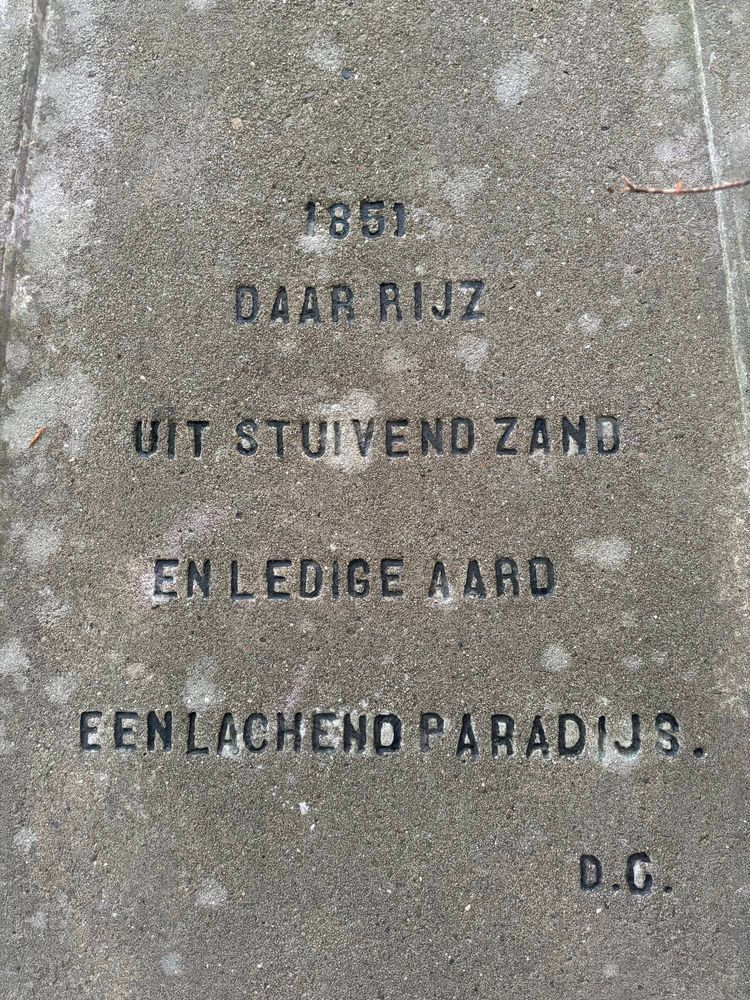 1851
DAAR RIJZ
UIT STUIVEND ZAND
EN LEDIGE AARD
EEN LACHEND PARADIJS.
D.C.